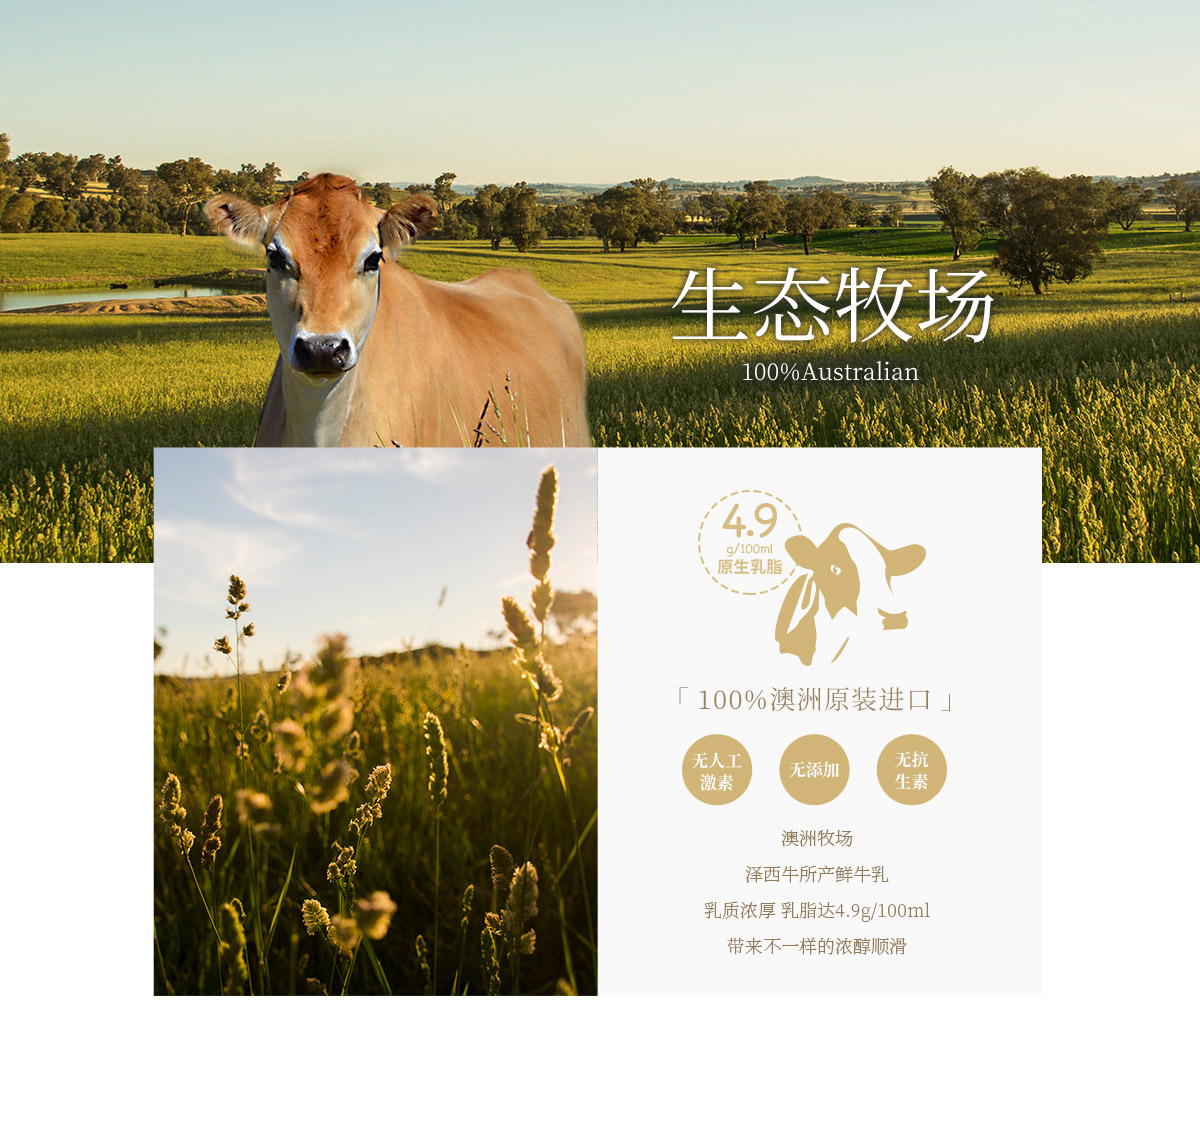 生态牧场
100%Australian
4.9
g/100ml
原生乳脂
「 100%澳洲原装进口 」
无人工
激素
无添加
无抗
生素
澳洲牧场
泽西牛所产鲜牛乳
乳质浓厚 乳脂达4.9g/100ml
带来不一样的浓醇顺滑